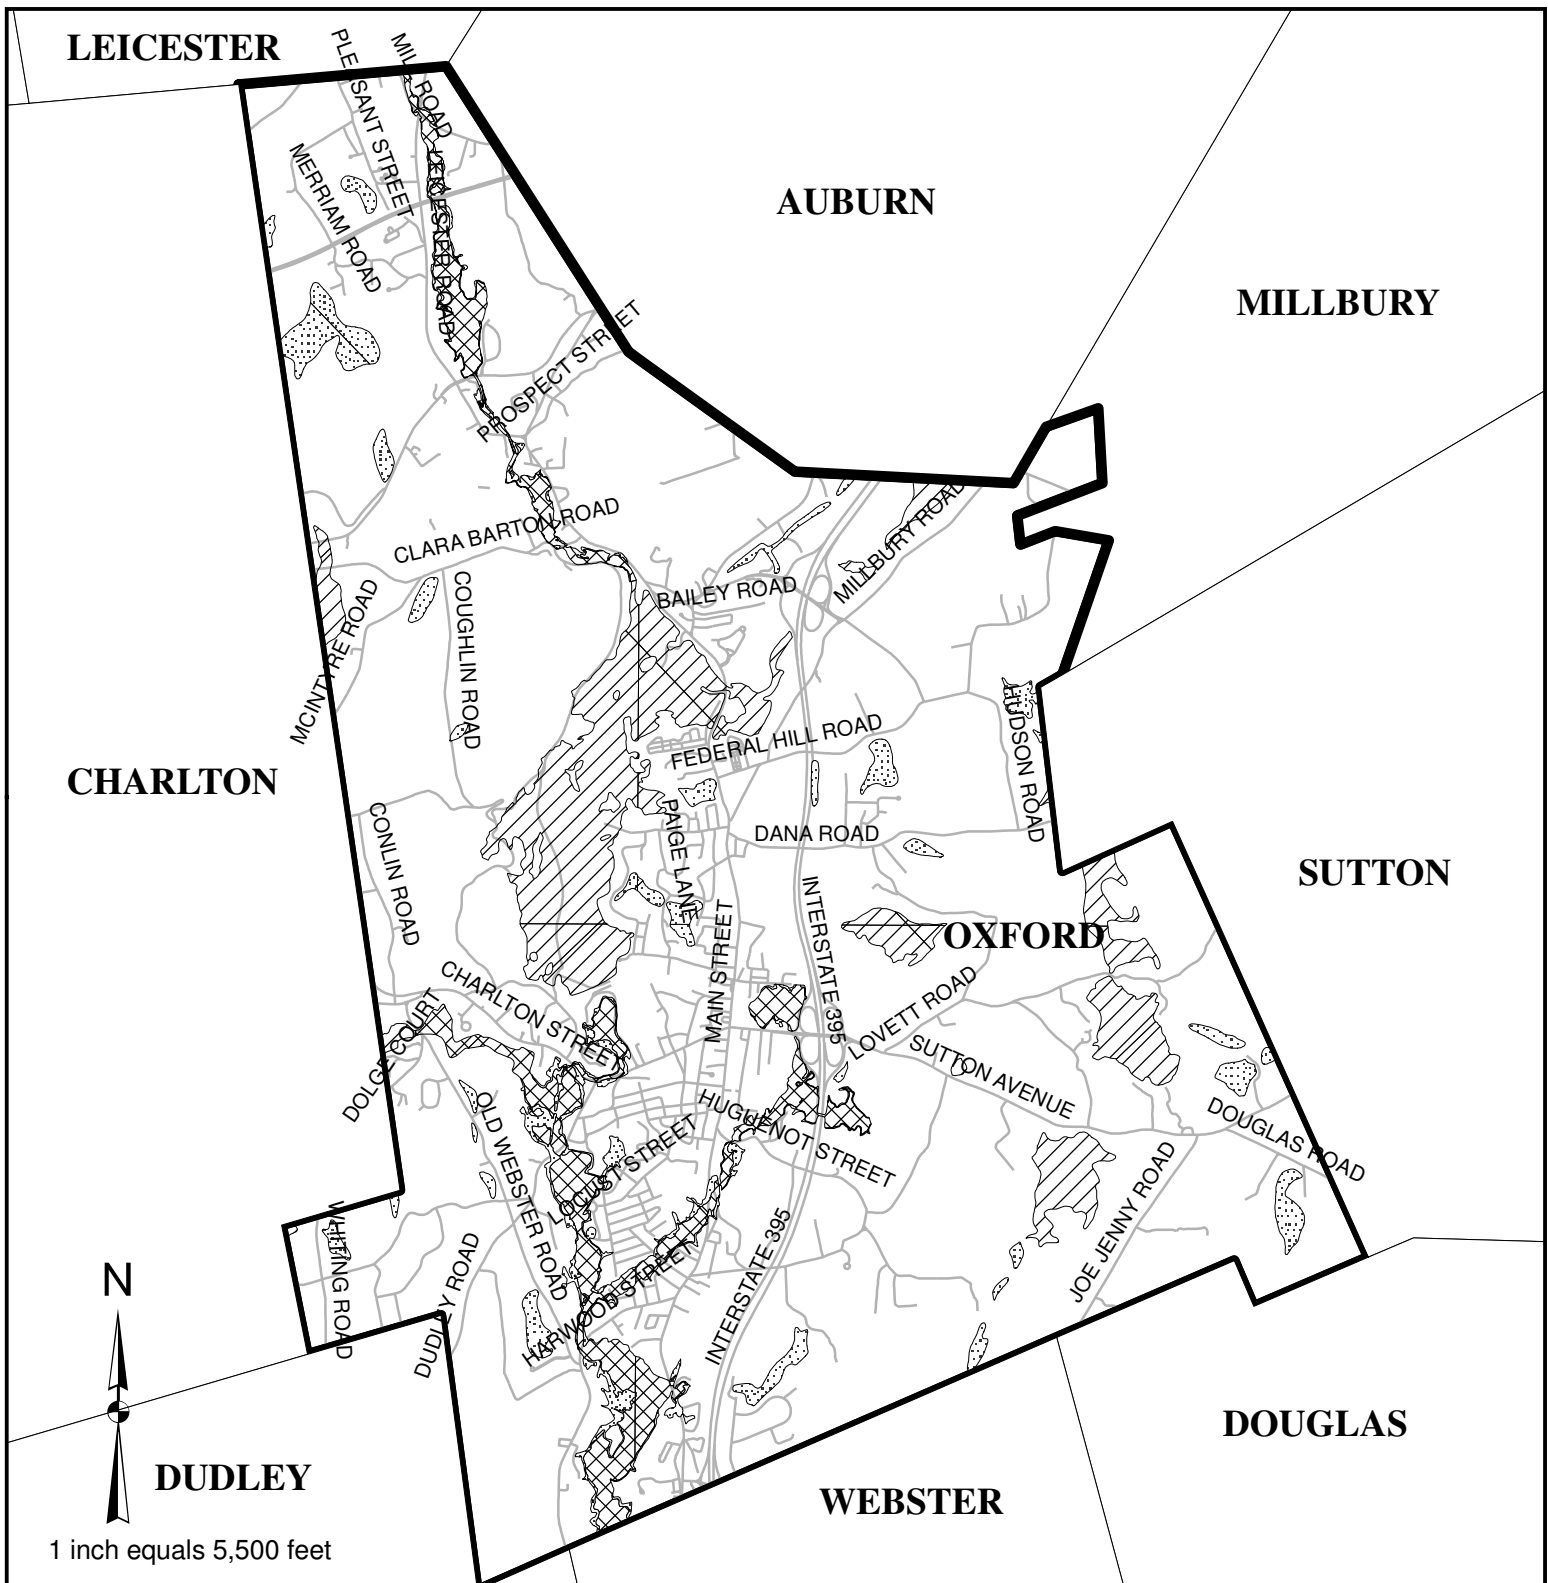 LEICESTER
PLEASANT STREET
MILL ROAD
LEICESTER ROAD
MERRIAM ROAD
AUBURN
MILLBURY
PROSPECT STREET
CLARA BARTON ROAD
MILLBURY ROAD
BAILEY ROAD
COUGHLIN ROAD
MCINTYRE ROAD
FEDERAL HILL ROAD
HUDSON ROAD
CHARLTON
CONLIN ROAD
PAIGE LANE
DANA ROAD
SUTTON
INTERSTATE 395
MAIN STREET
OXFORD
CHARLTON STREET
LOVETT ROAD
DOLGE COURT
SUTTON AVENUE
OLD WEBSTER ROAD
HUGUENOT STREET
DOUGLAS ROAD
LOCUST STREET
JOE JENNY ROAD
WHITING ROAD
DUDLEY ROAD
HARWOOD STREET
INTERSTATE 395
N
DOUGLAS
DUDLEY
WEBSTER
1 inch equals 5,500 feet